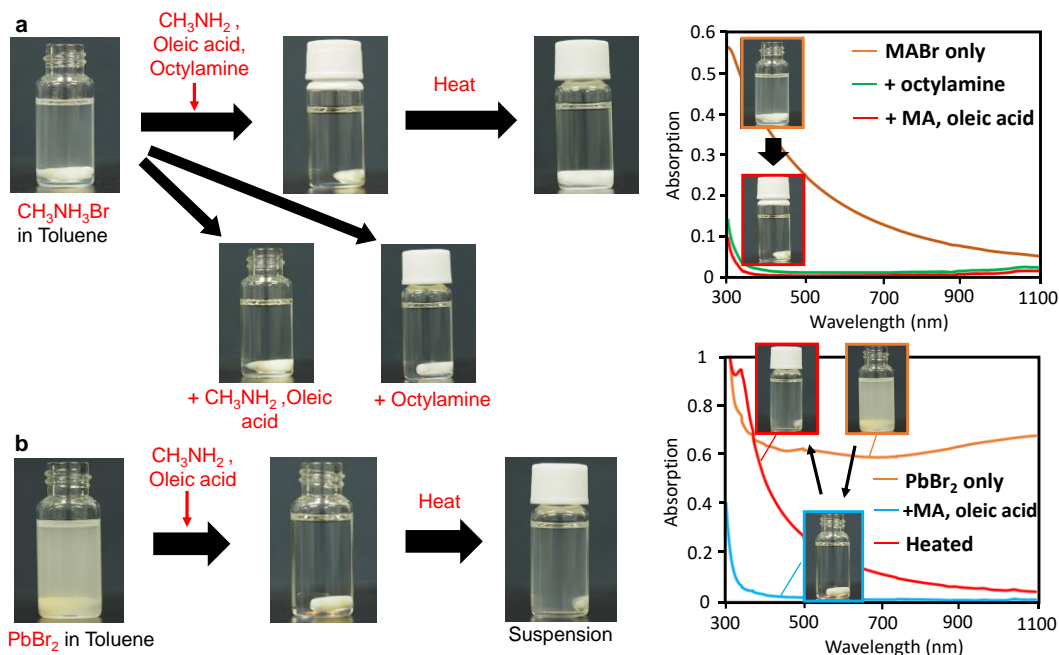 a
CH₃NH₂ ,
Oleic acid,
Octylamine
Heat
CH₃NH₃Br
in Toluene
+ CH₃NH₂ ,Oleic
acid
+ Octylamine
0.6
0.5
0.4
0.3
0.2
0.1
0
Absorption
MABr only
+ octylamine
+ MA, oleic acid
300
500
700
900
1100
Wavelength (nm)
b
CH₃NH₂ ,
Oleic acid
Heat
PbBr₂ in Toluene
Suspension
1
0.8
0.6
0.4
0.2
0
Absorption
PbBr₂ only
+MA, oleic acid
Heated
300
500
700
900
1100
Wavelength (nm)